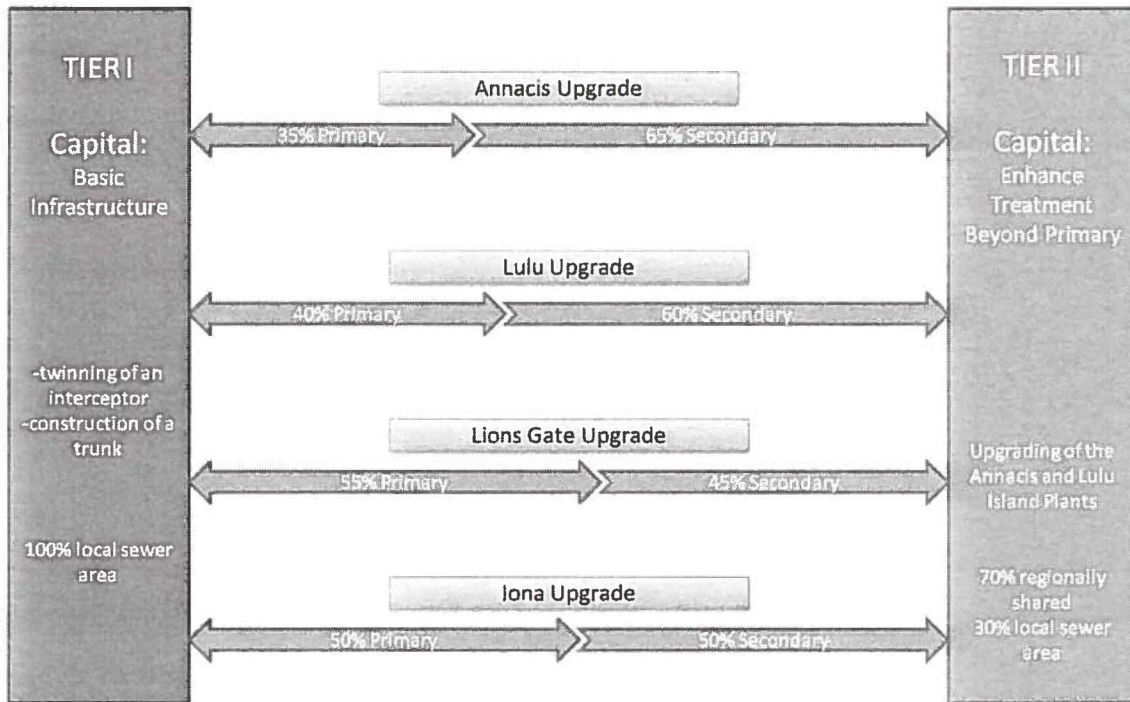 TIER I
Capital:
Basic
Infrastructure
-twinning of an
interceptor
-construction of a
trunk
100% local sewer
area
Annacis Upgrade
35% Primary
65% Secondary
Lulu Upgrade
40% Primary
60% Secondary
Lions Gate Upgrade
55% Primary
45% Secondary
Iona Upgrade
50% Primary
50% Secondary
TIER II
Capital:
Enhance
Treatment
Beyond Primary
Upgrading of the
Annacis and Lulu
Island Plants
70% regionally
shared
30% local sewer
area